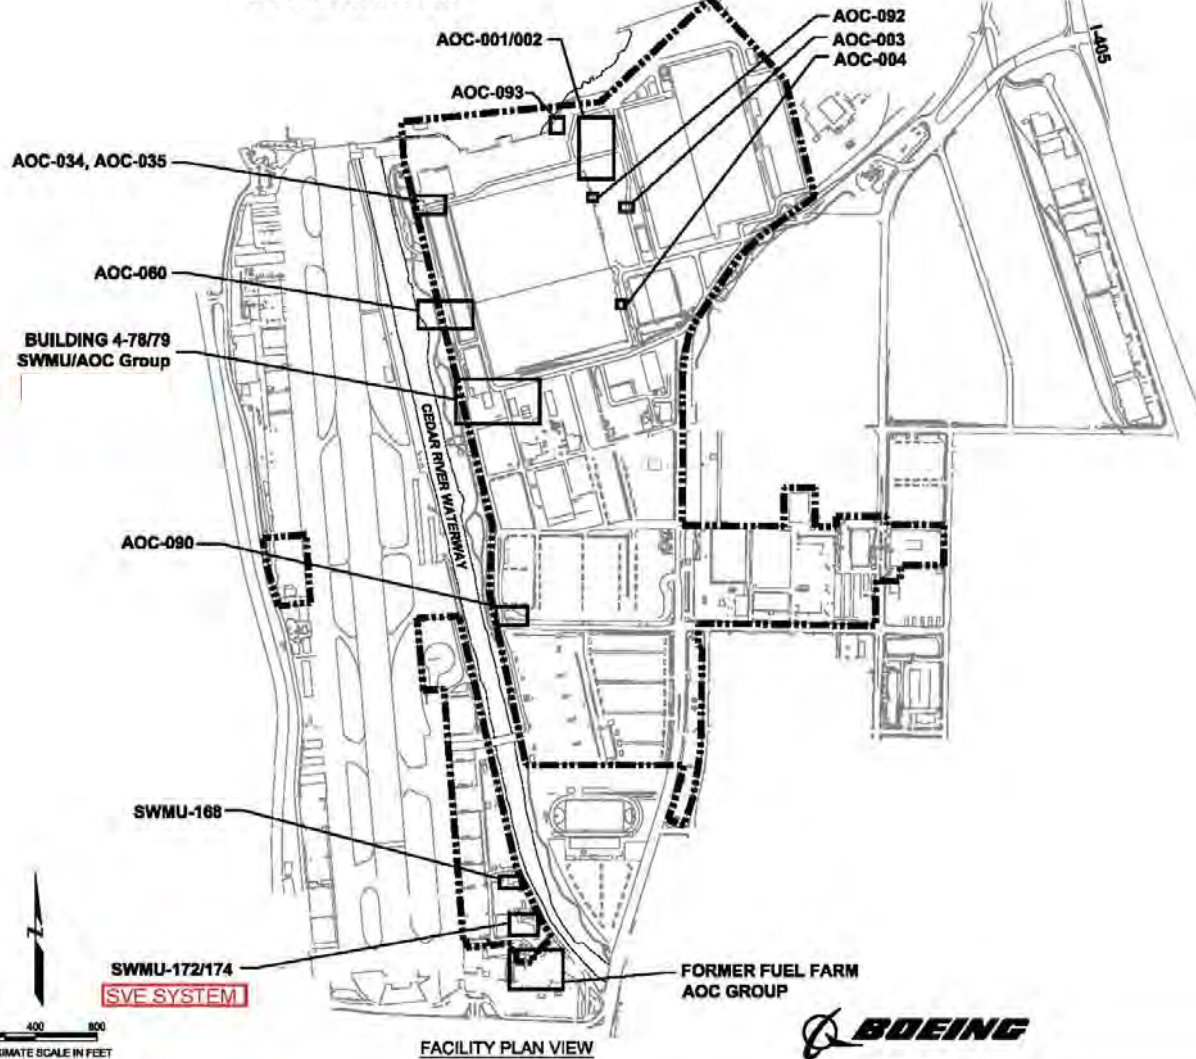 AOC-092
AOC-001/002
AOC-003
AOC-004
I-405
AOC-093
AOC-034, AOC-035
AOC-060
BUILDING 4-78/79
SWMU/AOC Group
CEDAR RIVER WATERWAY
AOC-090
SWMU-168
SWMU-172/174
SVE SYSTEM
FORMER FUEL FARM
AOC GROUP
Z
400 800
XIMATE SCALE IN FEET
FACILITY PLAN VIEW
BOEING